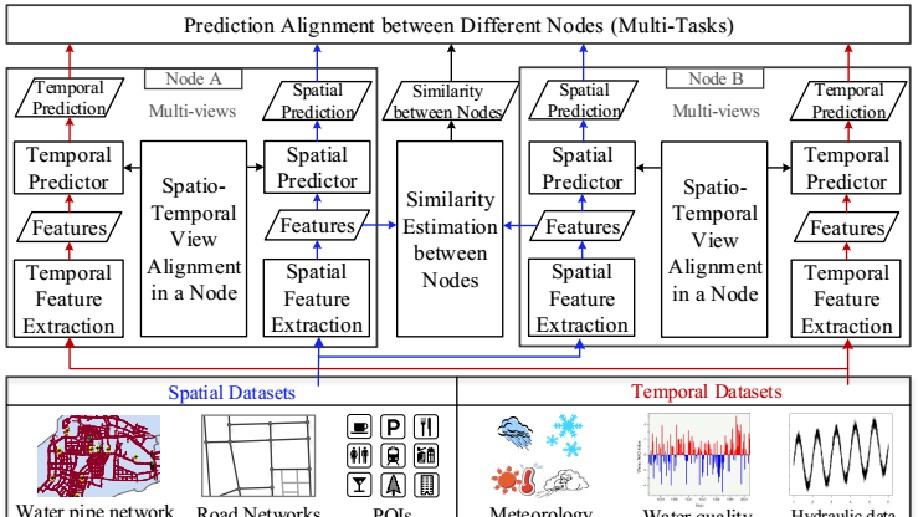 Prediction Alignment between Different Nodes (Multi-Tasks)
Temporal
Prediction
Node A
Multi-views
Spatial
Prediction
Similarity
between Nodes
Spatial
Prediction
Node B
Multi-views
Temporal
Prediction
Temporal
Predictor
Spatio-
Temporal
View
Alignment
in a Node
Spatial
Predictor
Similarity
Estimation
between
Nodes
Spatial
Predictor
Spatio-
Temporal
View
Alignment
in a Node
Temporal
Predictor
Features
Features
Features
Features
Temporal
Feature
Extraction
Spatial
Feature
Extraction
Spatial
Feature
Extraction
Temporal
Feature
Extraction
Spatial Datasets
Temporal Datasets
P
Water pipe network
Road Networks
POIs
Meteorology
Water quality
Hydraulic data